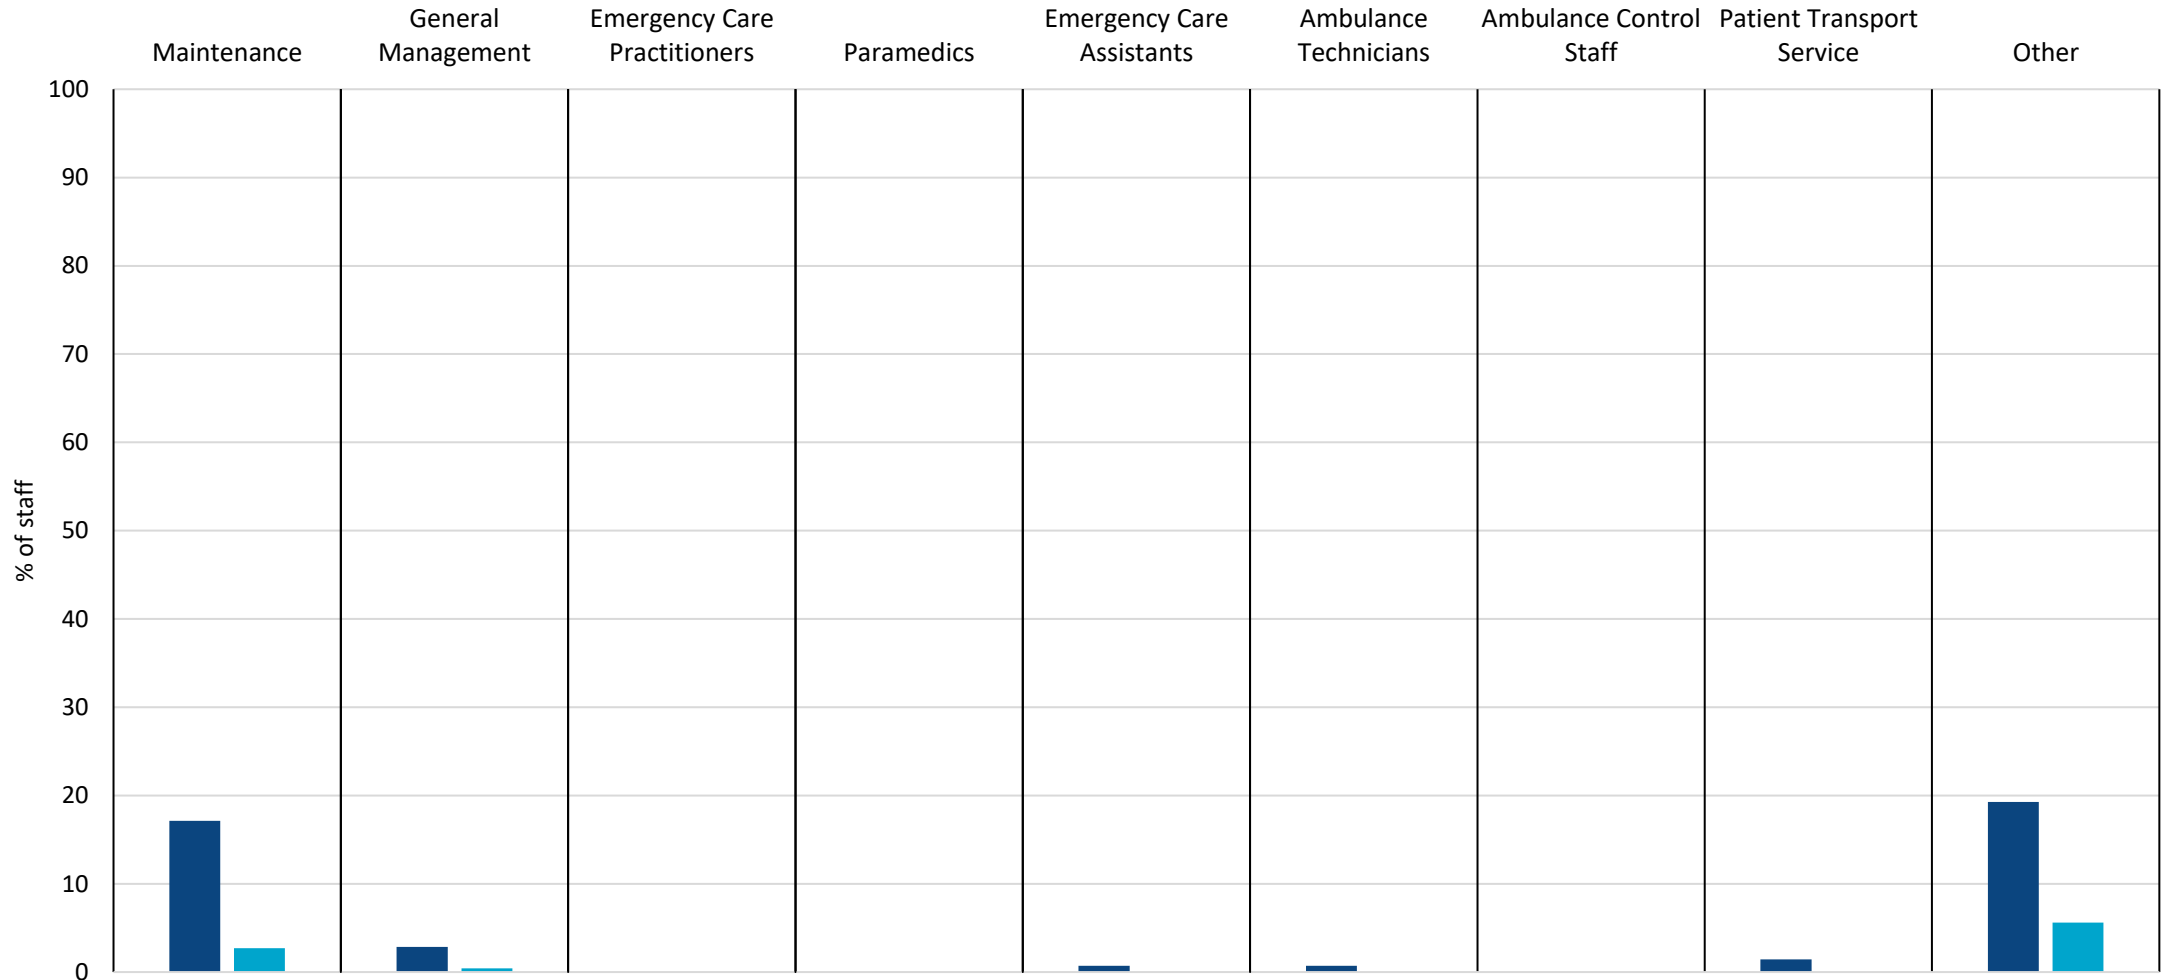 Maintenance
General
Management
Emergency Care
Practitioners
Paramedics
Emergency Care
Assistants
Ambulance
Technicians
Ambulance Control
Staff
Patient Transport
Service
Other
100
90
80
70
60
50
40
30
20
10
0
% of staff